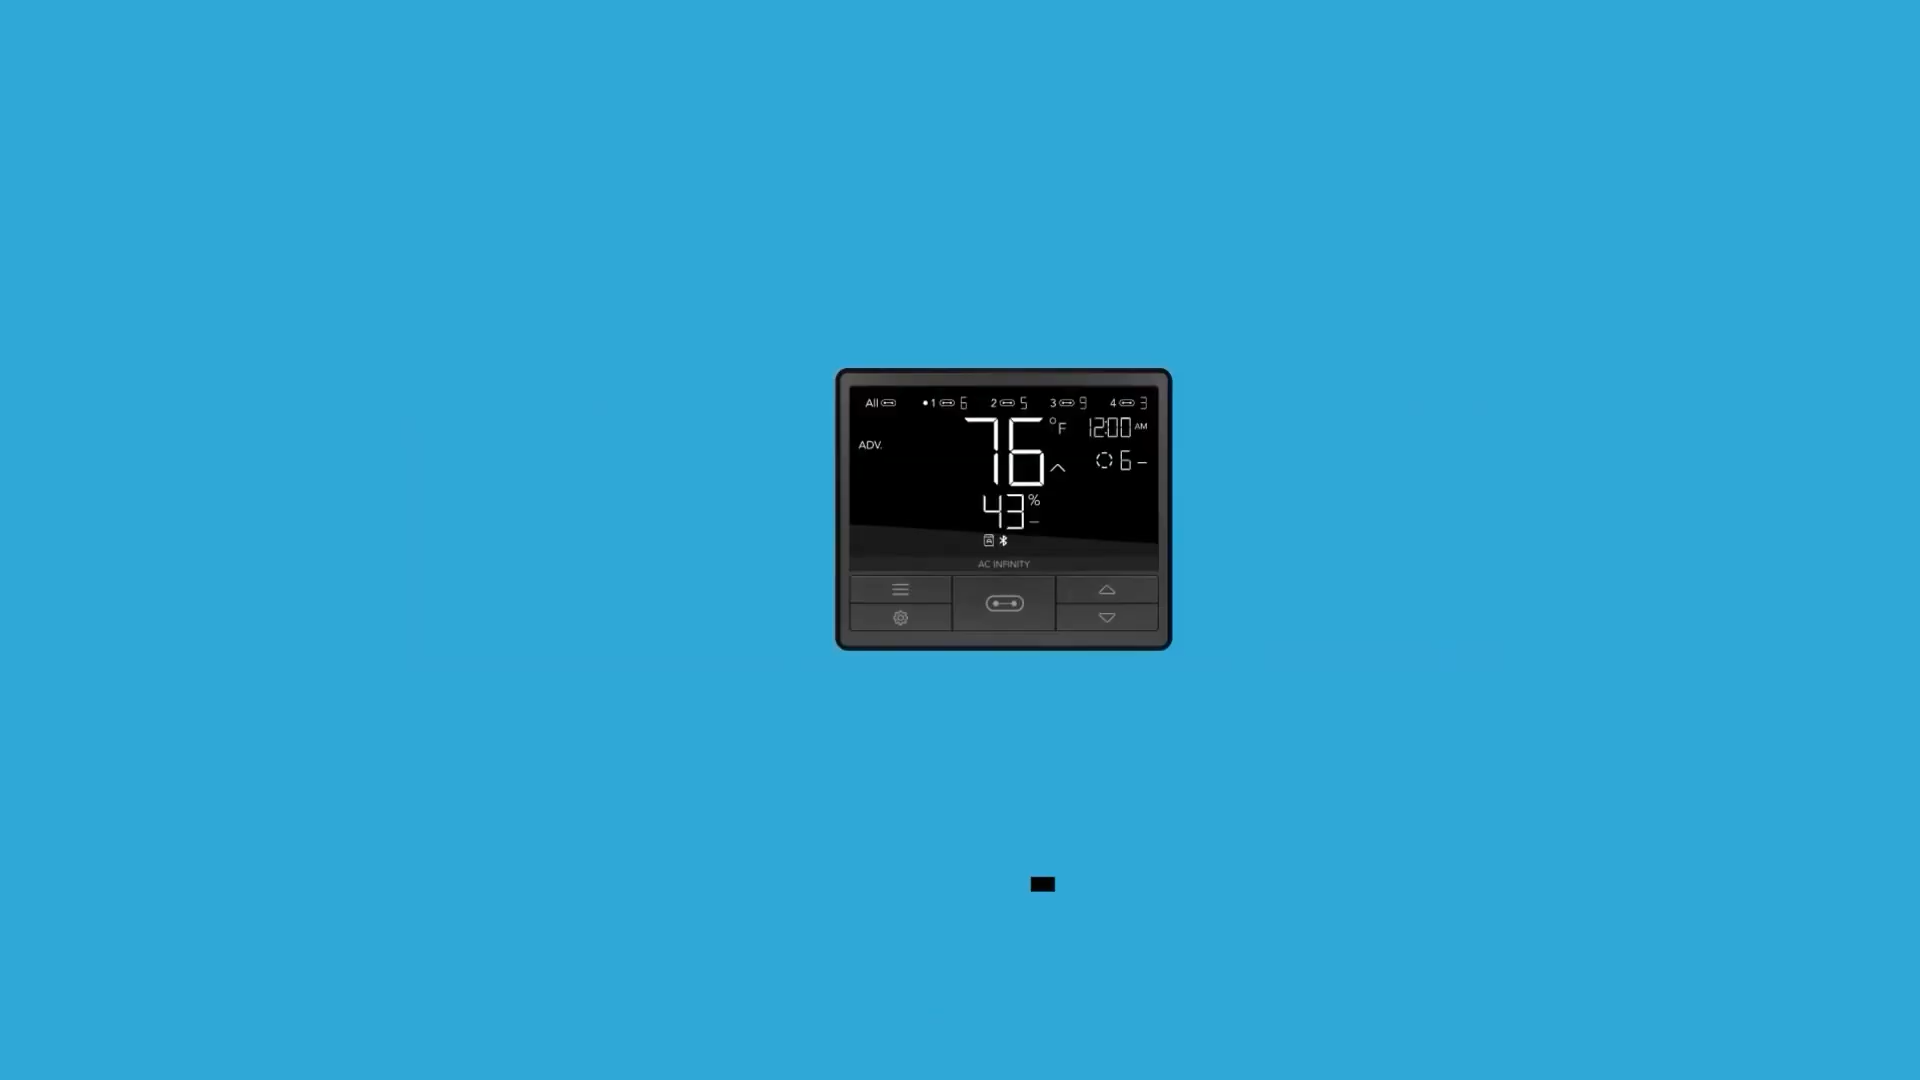 All 1 6 2 5 3 9 4 3
76 °F 12:00 AM
ADV.
6 –
43 %
AC INFINITY